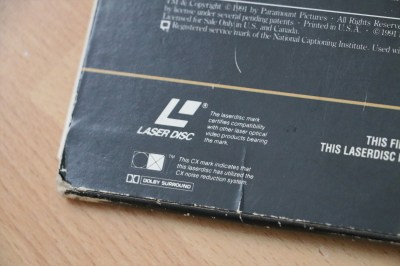 TM & Copyright © 1991 by Paramount Pictures · All Rights Reserved
by license under several pending patents. · Printed in U.S.A. · © 1991
Licensed for Sale Only in U.S. and Canada.
Registered service mark of the National Captioning Institute. Used wi
LASER DISC ®
The laserdisc mark
certifies compatibility
with other laser optical
video products bearing
the mark.
THIS FI
THIS LASERDISC
TM
This CX mark indicates that
this laserdisc has utilized the
CX noise reduction system.
DOLBY SURROUND